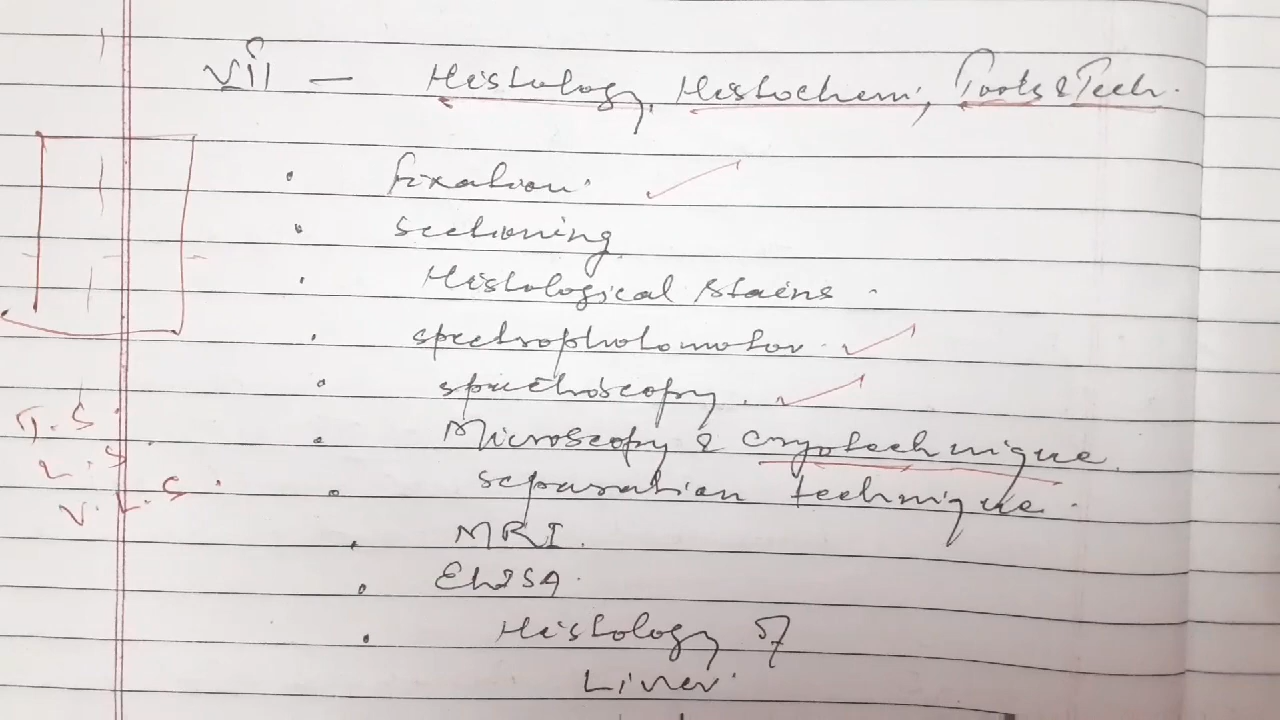 VII — Histology, Histochem, Tools & Tech.
fixation.
sectioning
Histological stains.
spectrophotomotor.
spectroscopy.
T.S.
Microscopy & cryotechnique.
L.S.
separation technique.
V.L.S.
MRI.
ELISA.
Histology of
Liver.